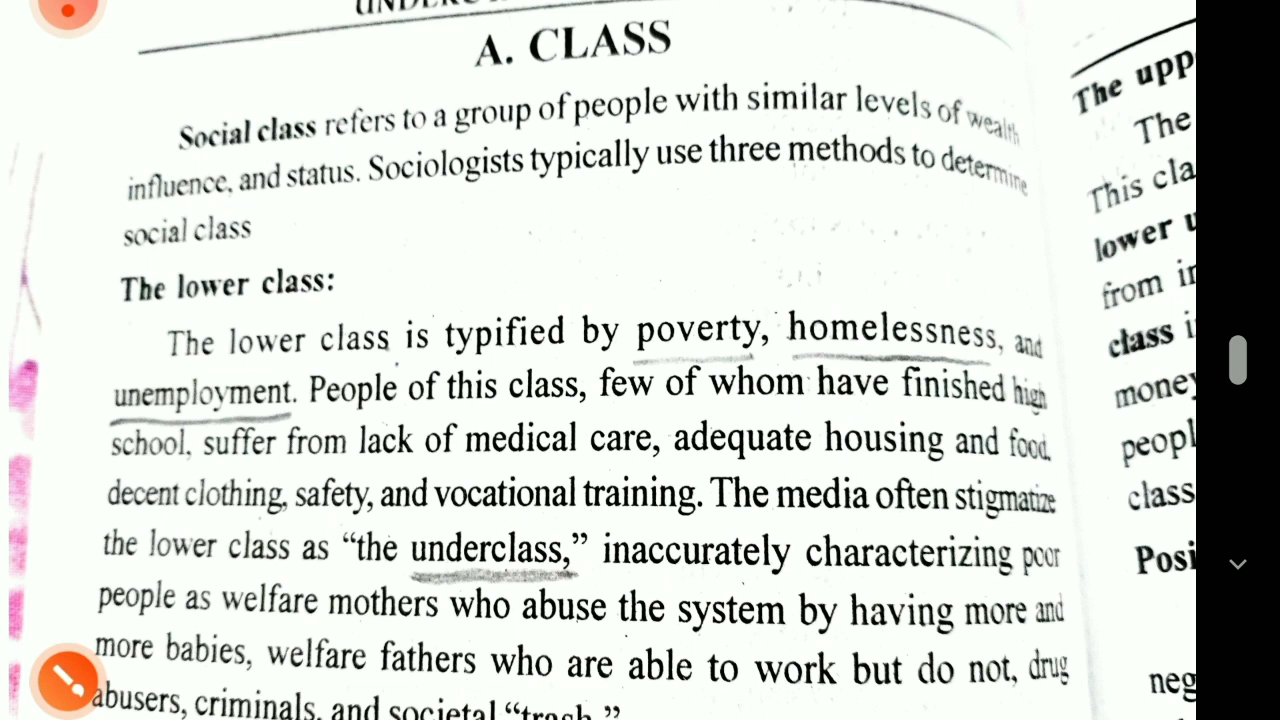 A. CLASS
Social class refers to a group of people with similar levels of wealth
influence, and status. Sociologists typically use three methods to determine
social class
The lower class:
The lower class is typified by poverty, homelessness, and
unemployment. People of this class, few of whom have finished high
school, suffer from lack of medical care, adequate housing and food,
decent clothing, safety, and vocational training. The media often stigmatize
the lower class as “the underclass,” inaccurately characterizing poor
people as welfare mothers who abuse the system by having more and
more babies, welfare fathers who are able to work but do not, drug
abusers, criminals, and societal “trash.”
The upp
The
This cla
lower u
from in
class i
money
peopl
class
Posi
neg